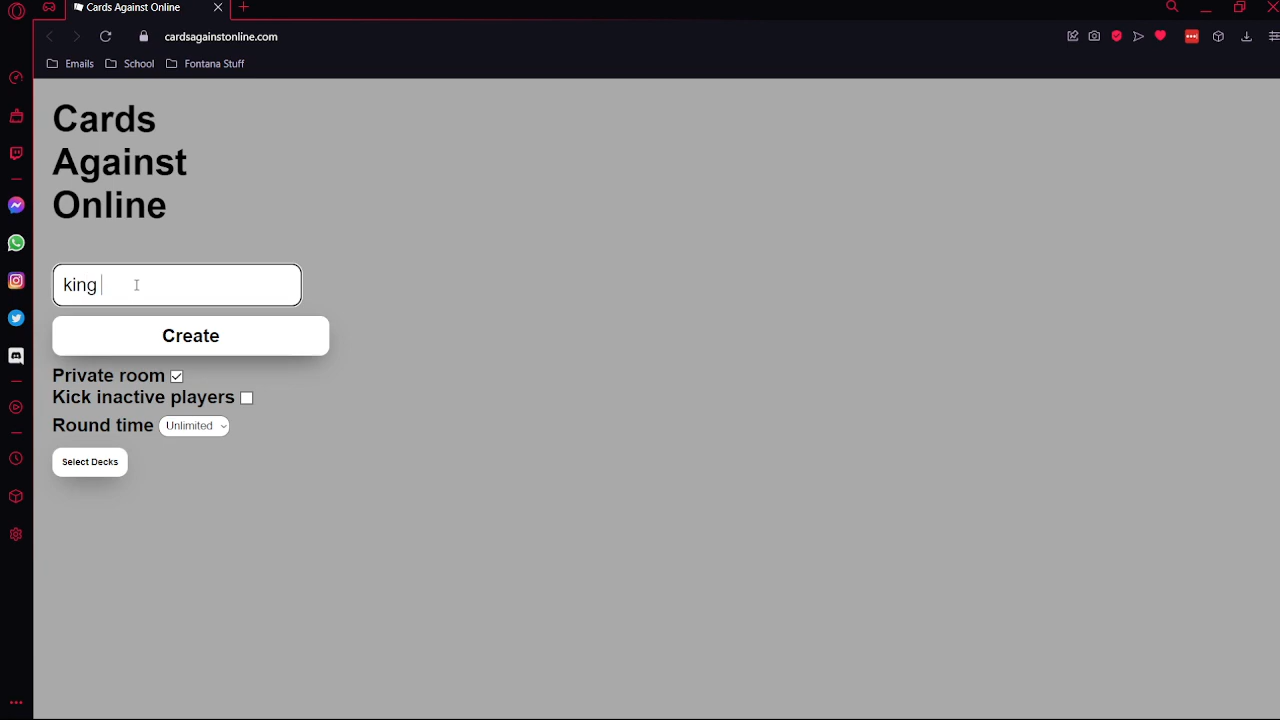 Cards Against Online
cardsagainstonline.com
Emails School Fontana Stuff
Cards
Against
Online
king
Create
Private room
Kick inactive players
Round time Unlimited
Select Decks